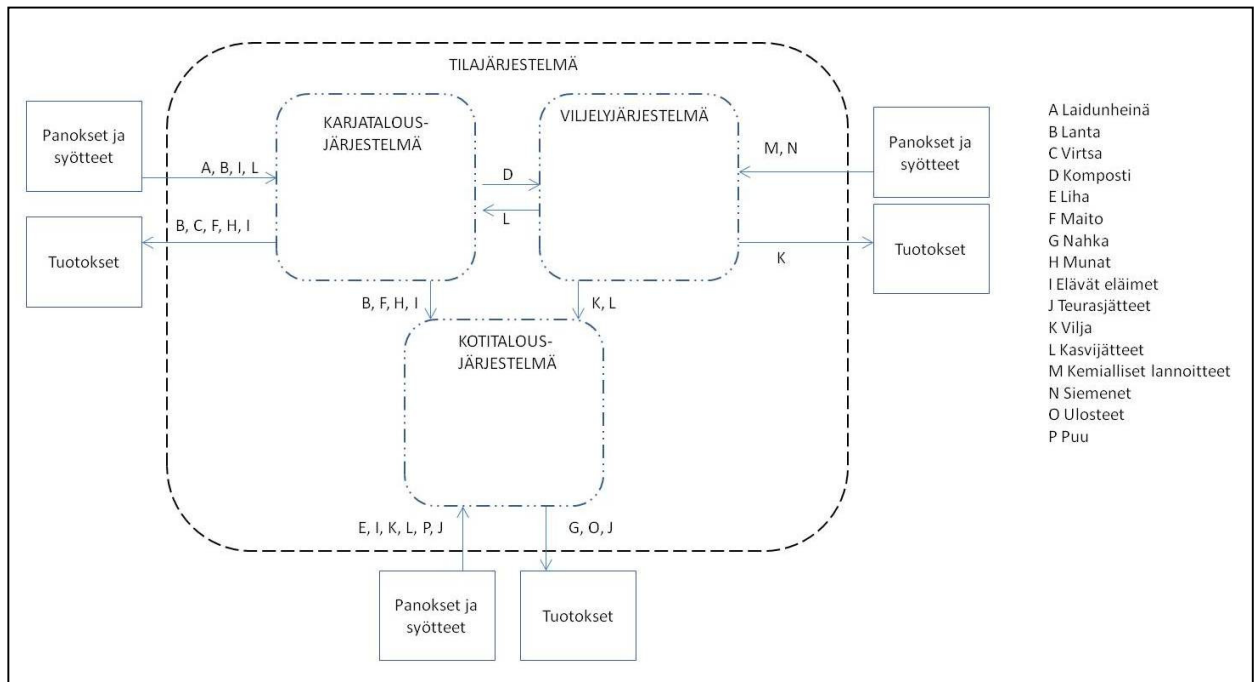 TILAJÄRJESTELMÄ
KARJATALOUS-
JÄRJESTELMÄ
VILJELYJÄRJESTELMÄ
Panokset ja
syötteet
A, B, I, L
D
L
M, N
Panokset ja
syötteet
B, C, F, H, I
Tuotokset
K
Tuotokset
B, F, H, I
K, L
KOTITALOUS-
JÄRJESTELMÄ
E, I, K, L, P, J
G, O, J
Panokset ja
syötteet
Tuotokset
A Laidunheinä
B Lanta
C Virtsa
D Komposti
E Liha
F Maito
G Nahka
H Munat
I Elävät eläimet
J Teurasjätteet
K Vilja
L Kasvijätteet
M Kemialliset lannoitteet
N Siemenet
O Ulosteet
P Puu